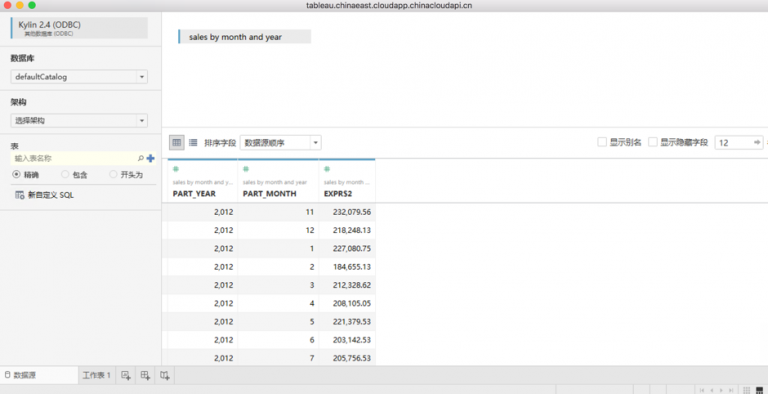 tableau.chinaeast.cloudapp.chinacloudapi.cn
Kylin 2.4 (ODBC)
其他数据库 (ODBC)
sales by month and year
数据库
defaultCatalog
架构
选择架构
表
输入表名称
精确 包含 开头为
新自定义 SQL
排序字段 数据源顺序 显示别名 显示隐藏字段 12
sales by month and y... sales by month and year sales by month ...
PART_YEAR PART_MONTH EXPR$2
2,012 11 232,079.56
2,012 12 218,248.13
2,012 1 227,080.75
2,012 2 184,655.13
2,012 3 212,328.62
2,012 4 208,105.05
2,012 5 221,379.53
2,012 6 203,142.53
2,012 7 205,756.53
数据源 工作表 1